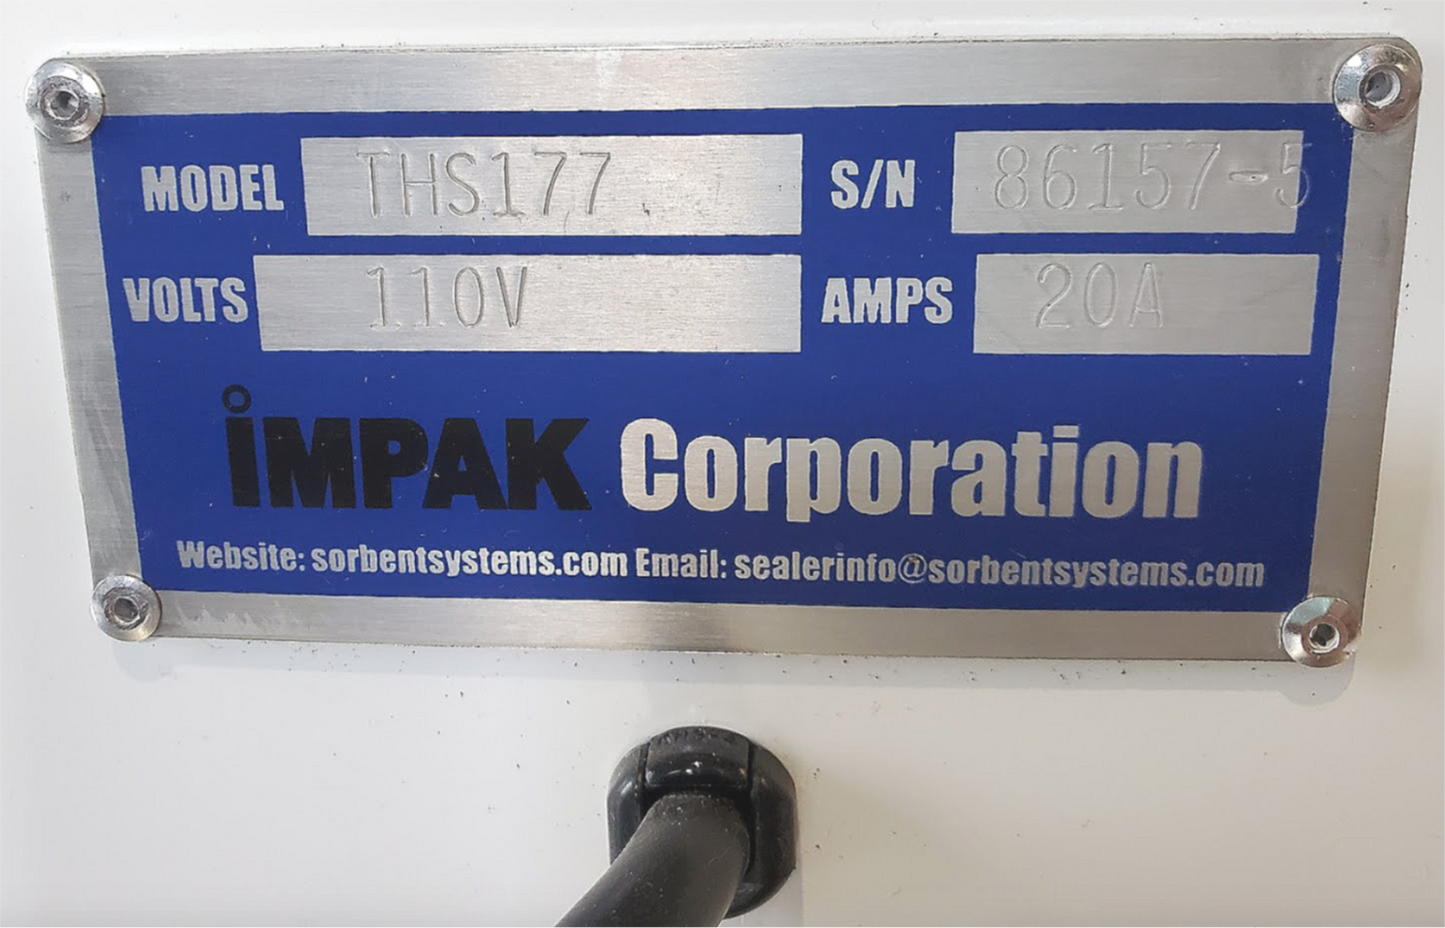 MODEL THS177 S/N 86157-5
VOLTS 110V AMPS 20A
iMPAK Corporation
Website: sorbentsystems.com Email: sealerinfo@sorbentsystems.com